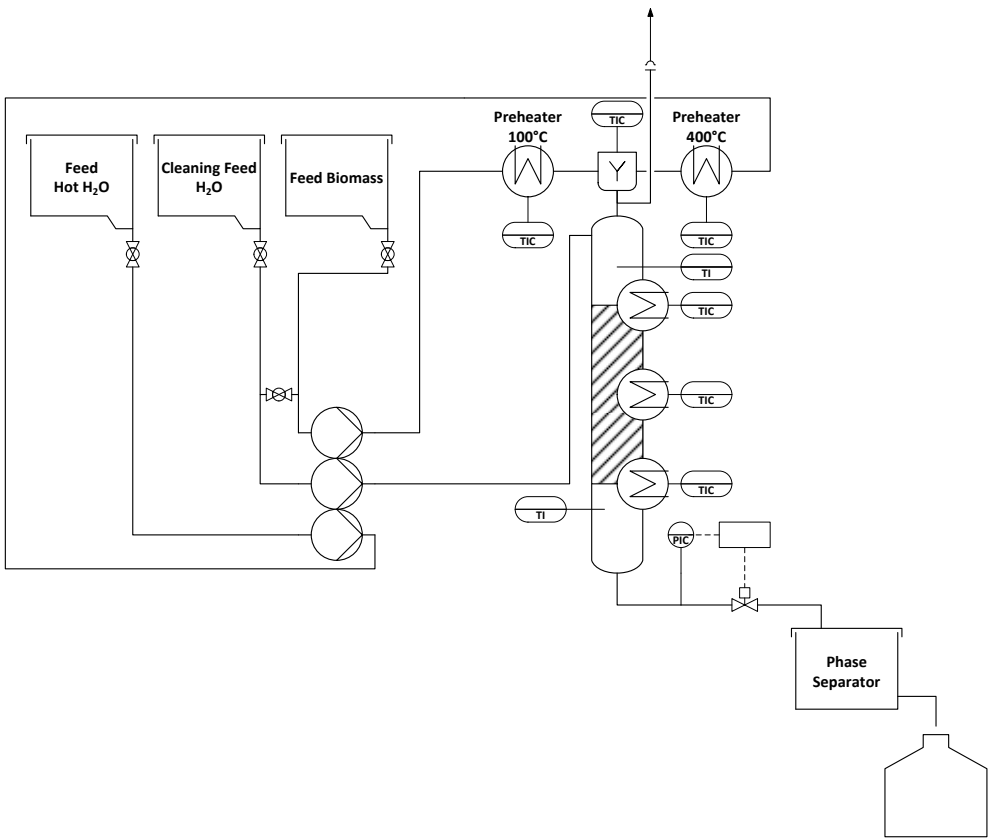 Preheater
100°C
TIC
Preheater
400°C
Feed
Hot H₂O
Cleaning Feed
H₂O
Feed Biomass
TIC
TIC
TI
TIC
TIC
TIC
TI
PIC
Phase
Separator